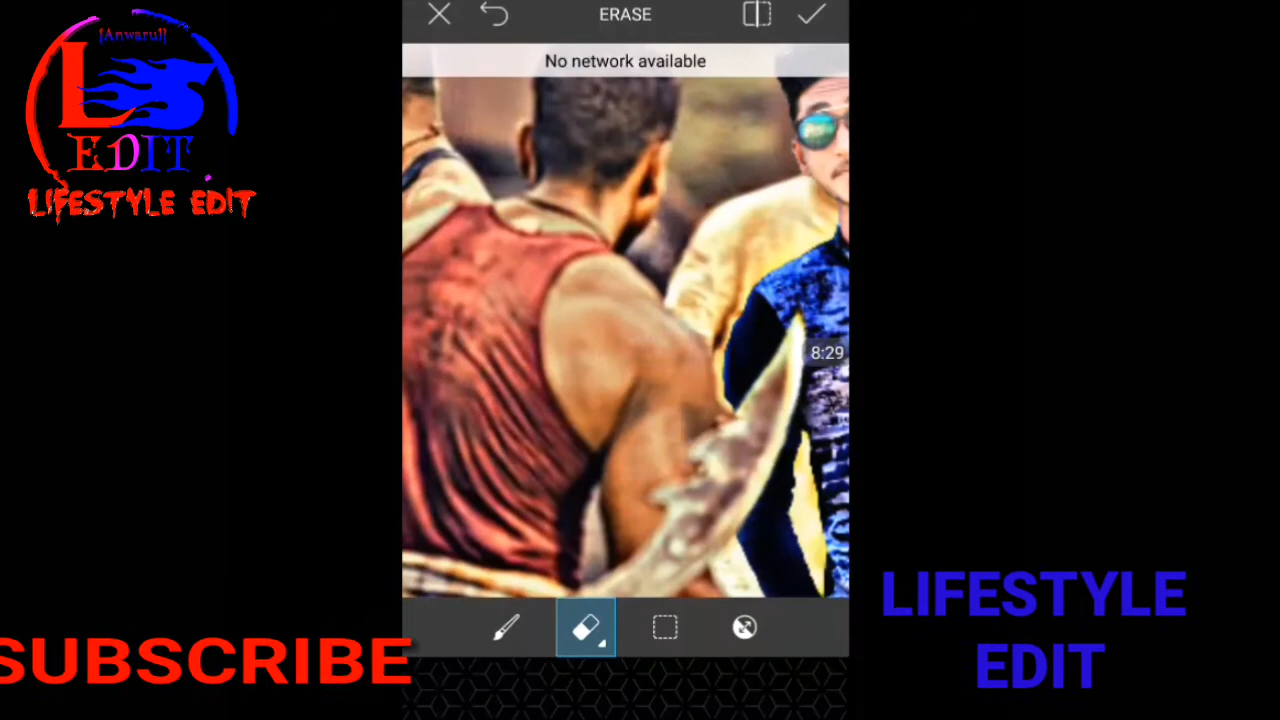 [Anwarul]
LS
EDIT
LIFESTYLE EDIT
ERASE
No network available
8:29
SUBSCRIBE
LIFESTYLE
EDIT